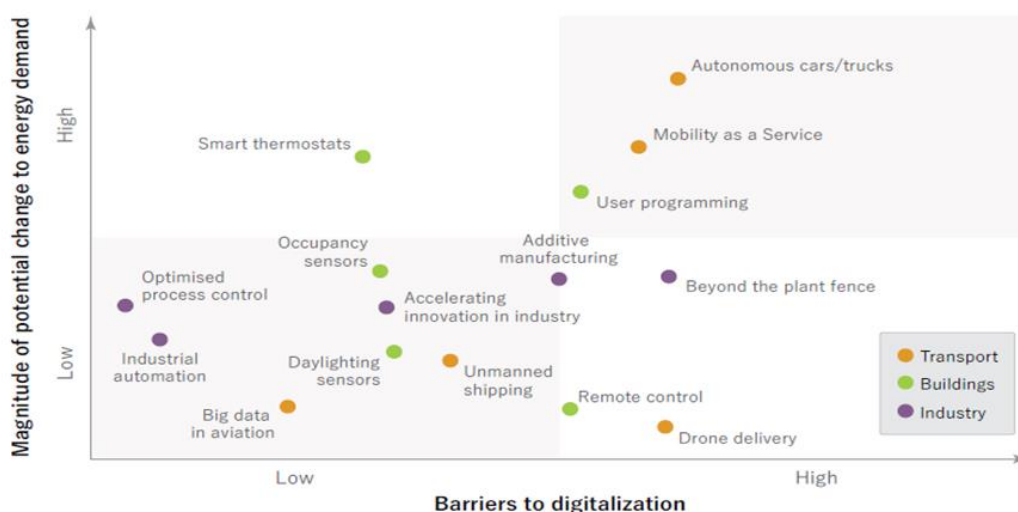 Magnitude of potential change to energy demand
High
Low
Autonomous cars/trucks
Mobility as a Service
Smart thermostats
User programming
Occupancy
sensors
Additive
manufacturing
Optimised
process control
Beyond the plant fence
Accelerating
innovation in industry
Industrial
automation
Daylighting
sensors
Unmanned
shipping
Big data
in aviation
Remote control
Drone delivery
Transport
Buildings
Industry
Low
High
Barriers to digitalization